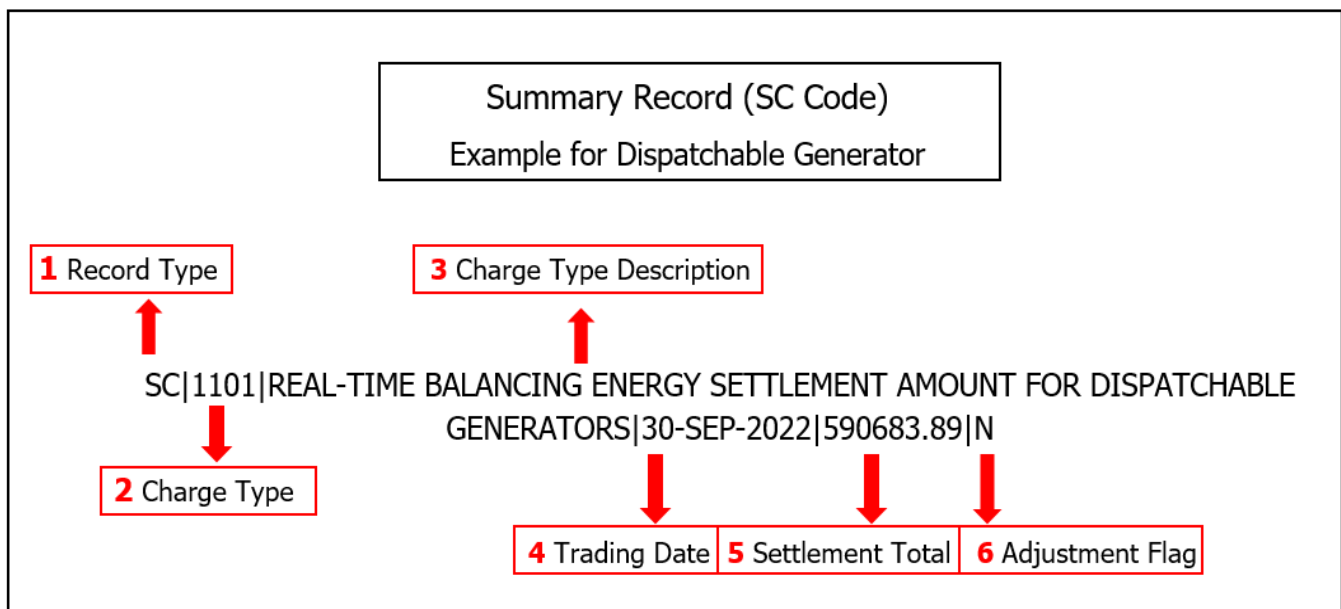 Summary Record (SC Code)
Example for Dispatchable Generator
1 Record Type
3 Charge Type Description
SC|1101|REAL-TIME BALANCING ENERGY SETTLEMENT AMOUNT FOR DISPATCHABLE
GENERATORS|30-SEP-2022|590683.89|N
2 Charge Type
4 Trading Date
5 Settlement Total
6 Adjustment Flag